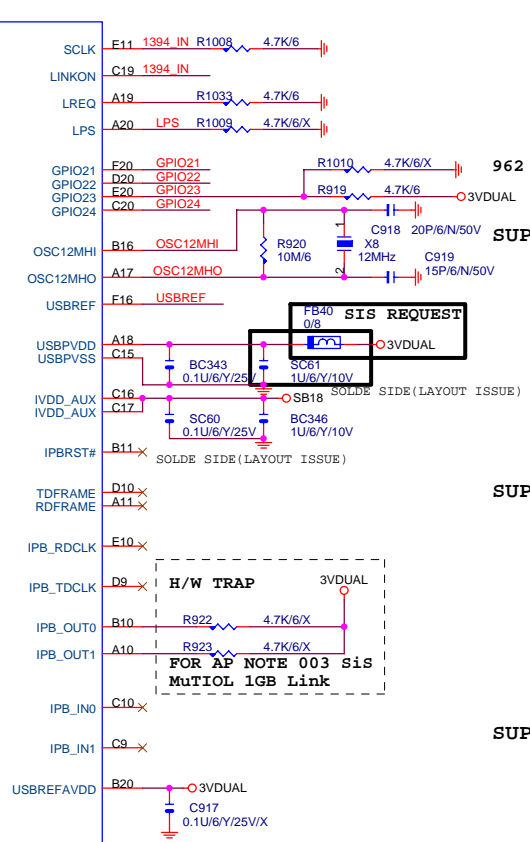 SCLK E11 1394_IN R1008 4.7K/6
LINKON C19 1394_IN
LREQ A19 R1033 4.7K/6
LPS A20 LPS R1009 4.7K/6/X
GPIO21 F20 GPIO21 R1010 4.7K/6/X 962
GPIO22 D20 GPIO22
GPIO23 E20 GPIO23 R919 4.7K/6 3VDUAL
GPIO24 C20 GPIO24
C918 20P/6/N/50V SUP
OSC12MHI B16 OSC12MHI R920 10M/6 1 X8 12MHz
C919 15P/6/N/50V
OSC12MHO A17 OSC12MHO 2
USBREF F16 USBREF
FB40 SIS REQUEST
0/8
USBPVDD A18 3VDUAL
USBPVSS C15
BC343 SC61
0.1U/6/Y/25V 1U/6/Y/10V
SOLDE SIDE(LAYOUT ISSUE)
IVDD_AUX C16 SB18
IVDD_AUX C17
SC60 BC346
0.1U/6/Y/25V 1U/6/Y/10V
IPBRST# B11
SOLDE SIDE(LAYOUT ISSUE)
TDFRAME D10 SUP
RDFRAME A11
IPB_RDCLK E10
IPB_TDCLK D9 H/W TRAP 3VDUAL
IPB_OUT0 B10 R922 4.7K/6/X
IPB_OUT1 A10 R923 4.7K/6/X
FOR AP NOTE 003 SiS
MuTIOL 1GB Link
IPB_IN0 C10
SUP
IPB_IN1 C9
USBREFAVDD B20 3VDUAL
C917
0.1U/6/Y/25V/X